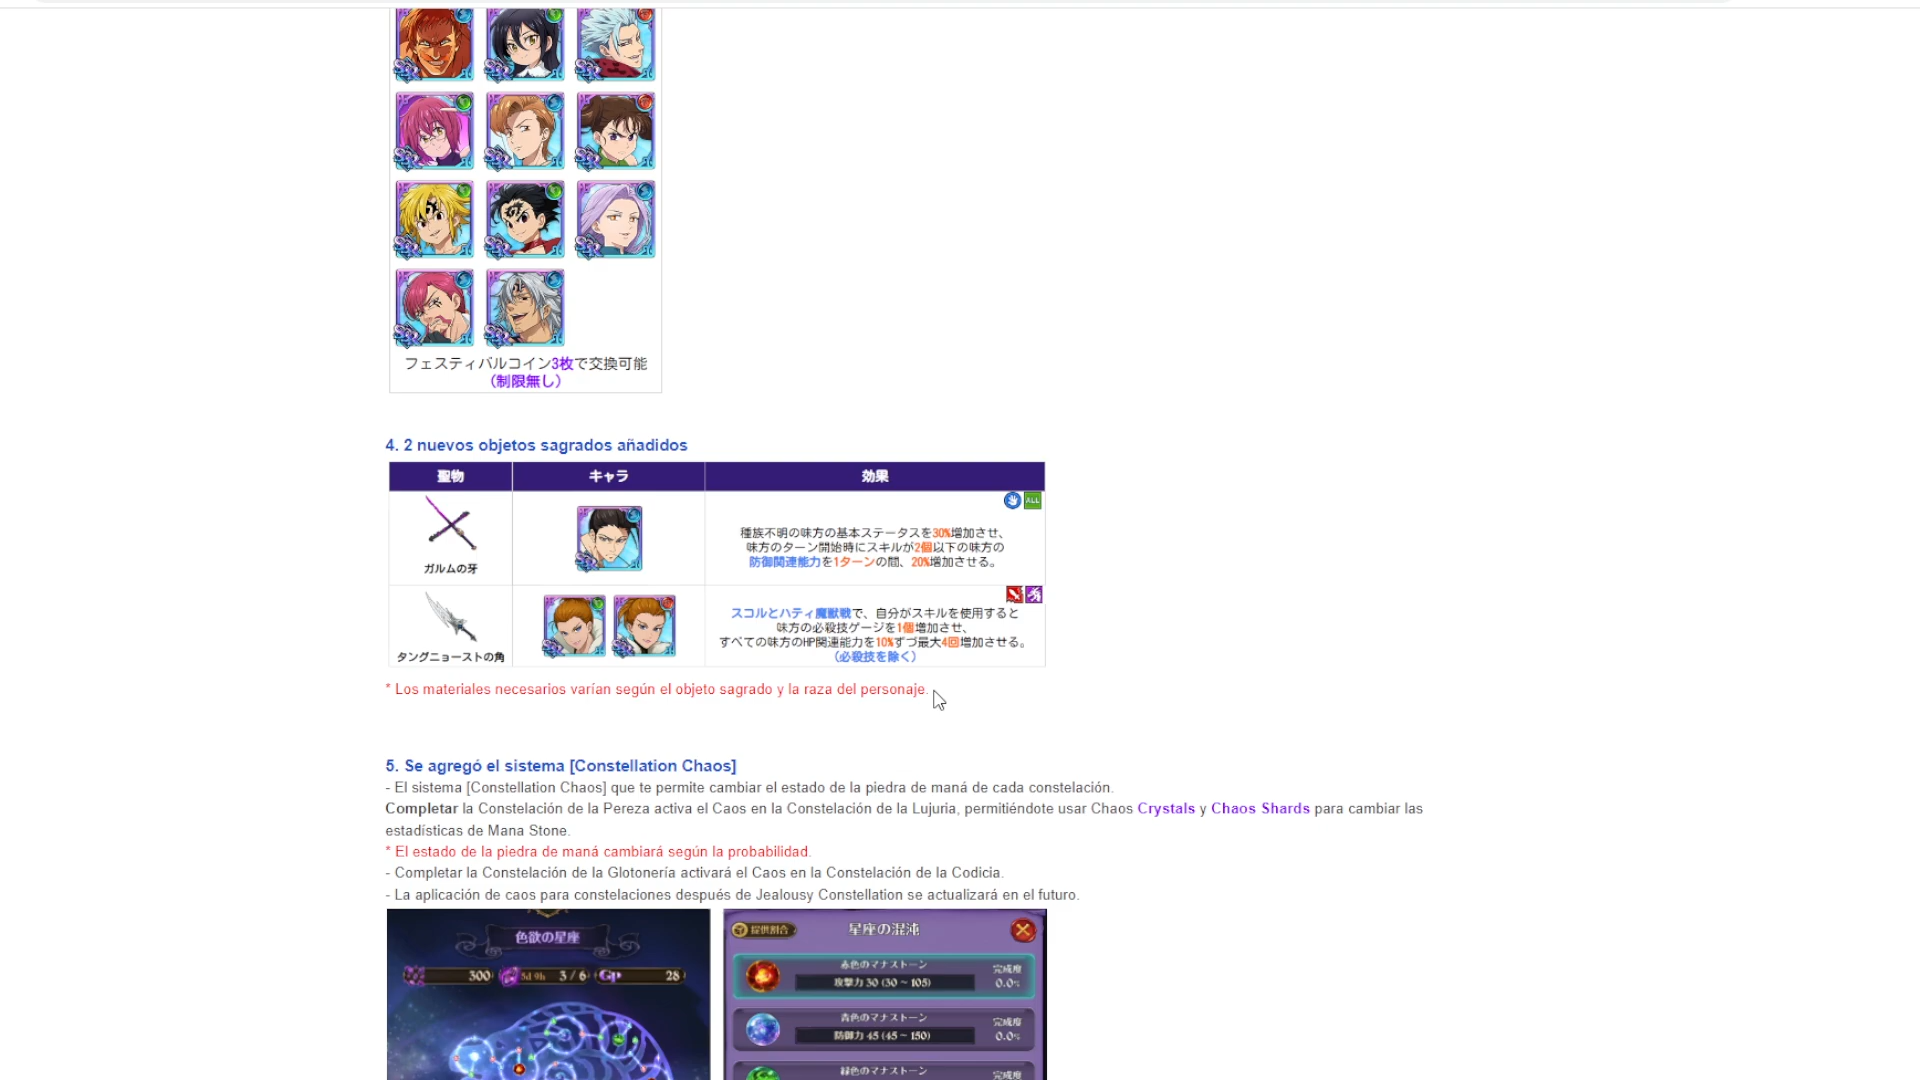 フェスティバルコイン3枚で交換可能
（制限無し）
4. 2 nuevos objetos sagrados añadidos
聖物 キャラ 効果
ALL
種族不明の味方の基本ステータスを30%増加させ、
味方のターン開始時にスキルが2個以下の味方の
防御関連能力を1ターンの間、20%増加させる。
ガルムの牙
スコルとハティ魔獣戦で、自分がスキルを使用すると
味方の必殺技ゲージを1個増加させ、
すべての味方のHP関連能力を10%ずつ最大4回増加させる。
（必殺技を除く）
タングニョーストの角
* Los materiales necesarios varían según el objeto sagrado y la raza del personaje.
5. Se agregó el sistema [Constellation Chaos]
- El sistema [Constellation Chaos] que te permite cambiar el estado de la piedra de maná de cada constelación.
Completar la Constelación de la Pereza activa el Caos en la Constelación de la Lujuria, permitiéndote usar Chaos Crystals y Chaos Shards para cambiar las
estadísticas de Mana Stone.
* El estado de la piedra de maná cambiará según la probabilidad.
- Completar la Constelación de la Glotonería activará el Caos en la Constelación de la Codicia.
- La aplicación de caos para constelaciones después de Jealousy Constellation se actualizará en el futuro.
色欲の星座
300 5d 9h 3 / 6 Gp 28
提供割合 星座の混沌
赤色のマナストーン 完成度
攻撃力 30 (30 ~ 105) 0.0%
青色のマナストーン 完成度
防御力 45 (45 ~ 150) 0.0%
緑色のマナストーン 完成度